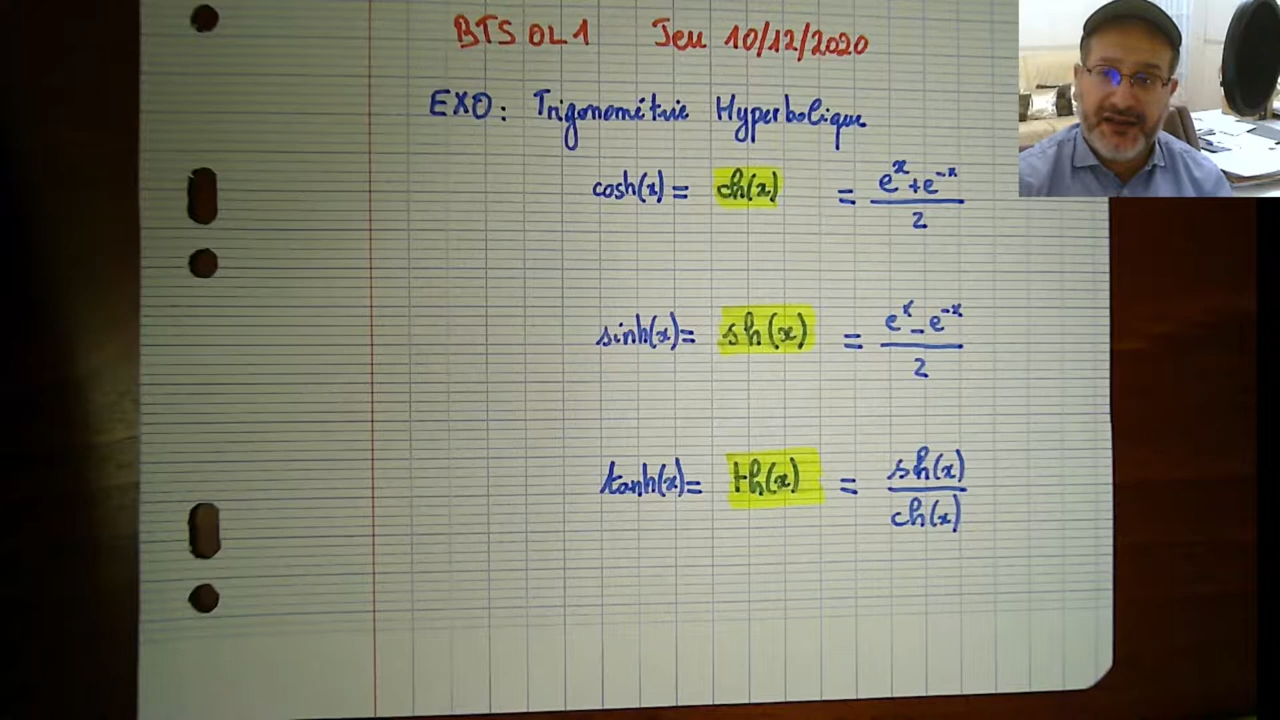 BTS OL1 Jeu 10/12/2020
EXO: Trigonométrie Hyperbolique
cosh(x) = ch(x) = (e^x + e^-x) / 2
sinh(x) = sh(x) = (e^x - e^-x) / 2
tanh(x) = th(x) = sh(x) / ch(x)